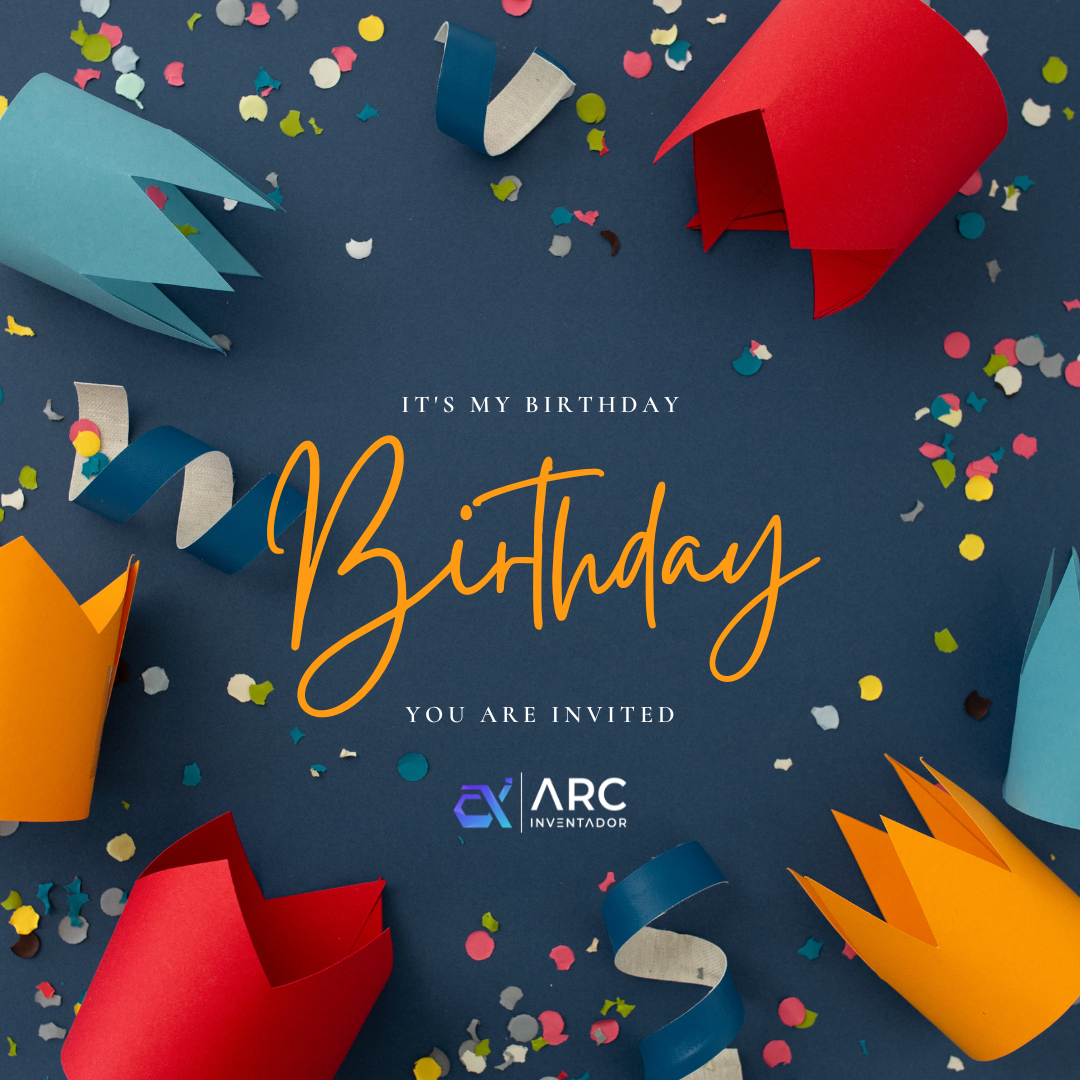 IT'S MY BIRTHDAY
Birthday
YOU ARE INVITED
ARC
INVENTADOR